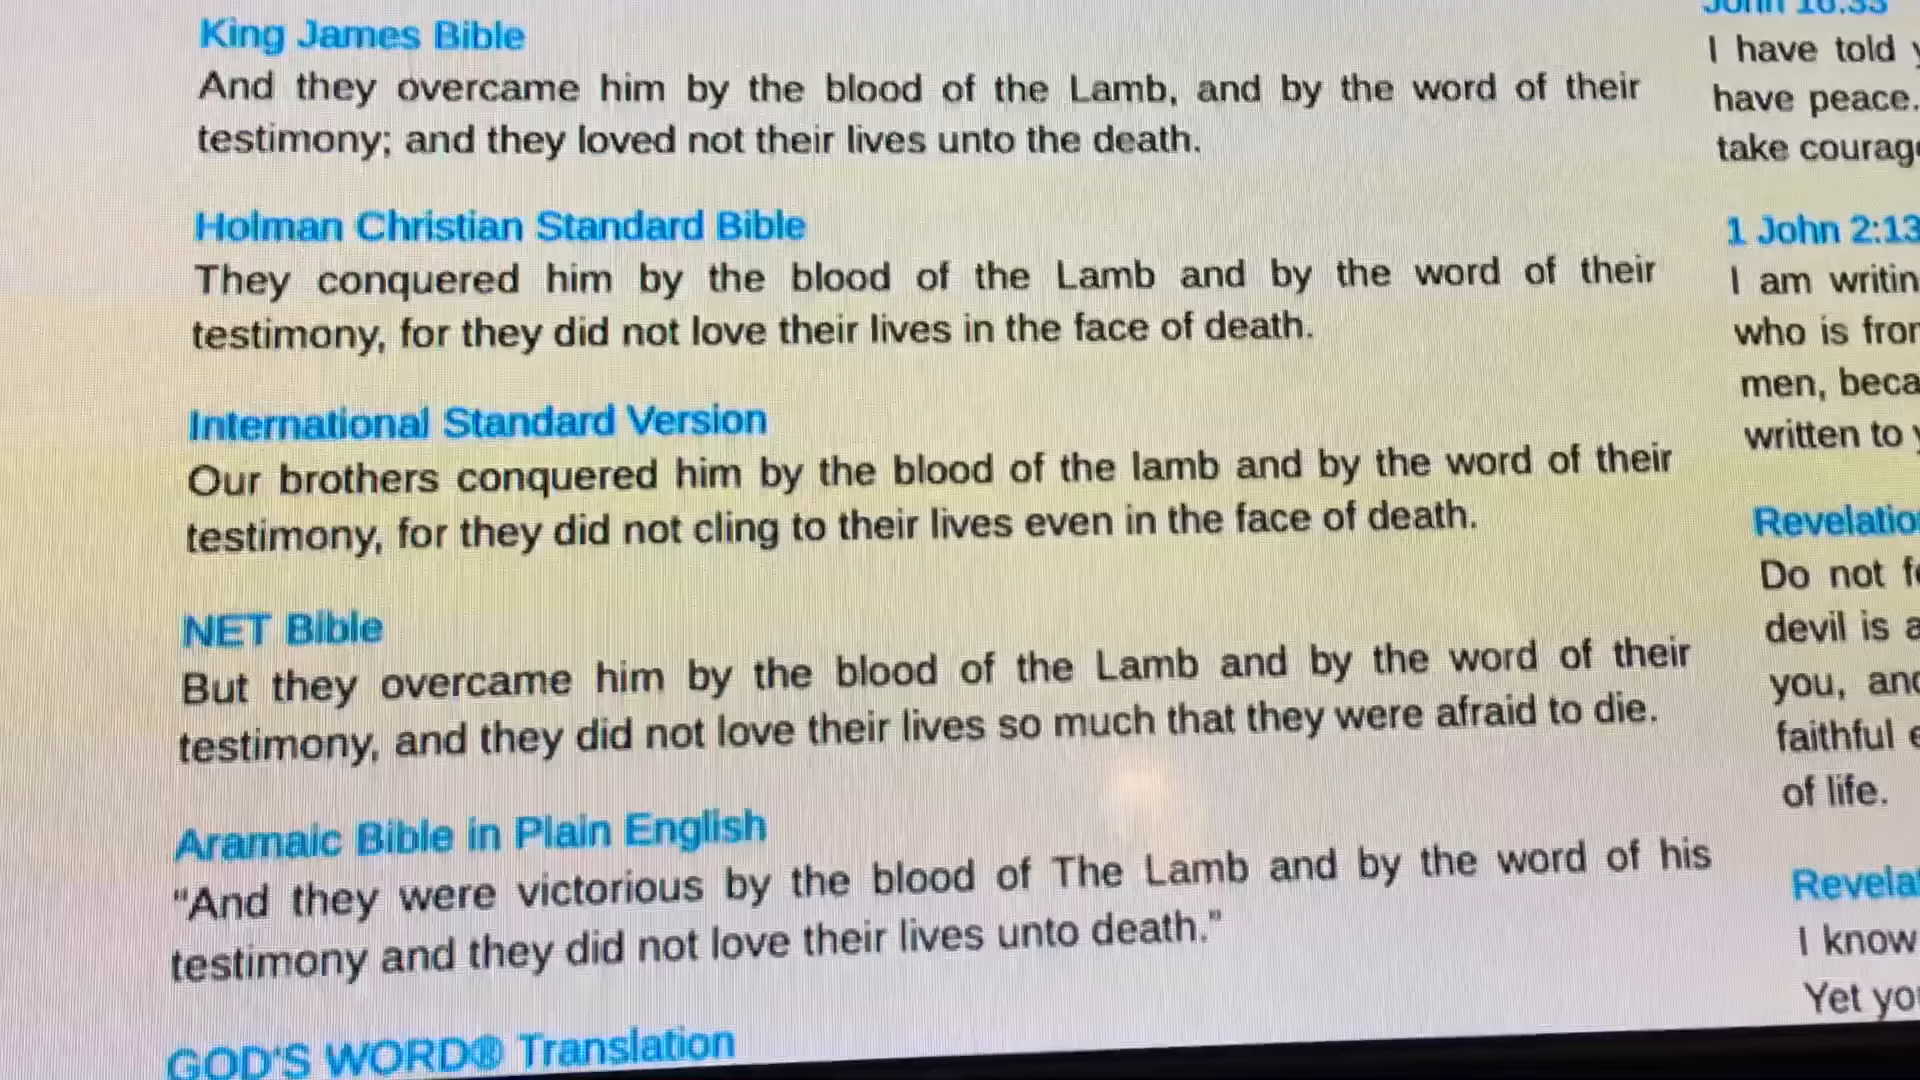 King James Bible
And they overcame him by the blood of the Lamb, and by the word of their
testimony; and they loved not their lives unto the death.
Holman Christian Standard Bible
They conquered him by the blood of the Lamb and by the word of their
testimony, for they did not love their lives in the face of death.
International Standard Version
Our brothers conquered him by the blood of the lamb and by the word of their
testimony, for they did not cling to their lives even in the face of death.
NET Bible
But they overcame him by the blood of the Lamb and by the word of their
testimony, and they did not love their lives so much that they were afraid to die.
Aramaic Bible in Plain English
"And they were victorious by the blood of The Lamb and by the word of his
testimony and they did not love their lives unto death."
GOD'S WORD® Translation
John 16:33
I have told
have peace.
take
1 John 2:13
I am
who is
men,
written to
Do not
devil is
you,
faithful
of life.
I know
Yet